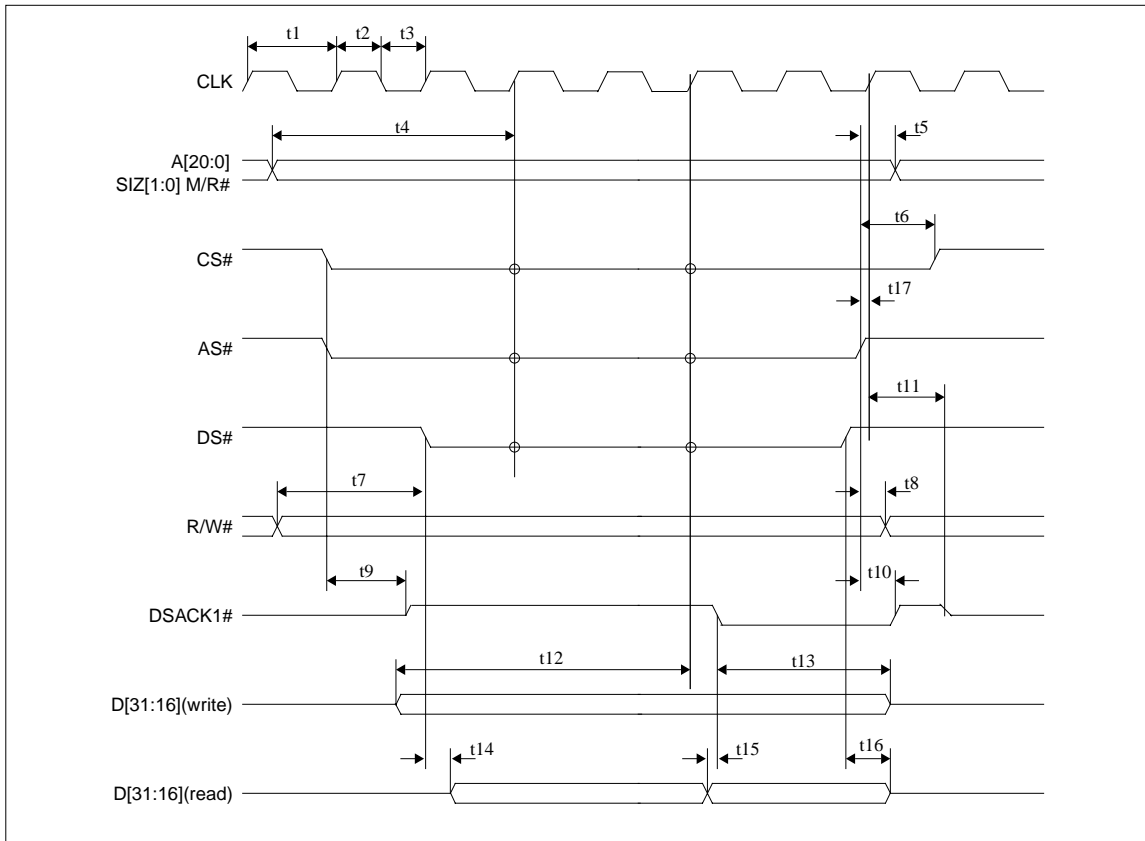 t1 t2 t3
CLK
t4 t5
A[20:0]
SIZ[1:0] M/R#
t6
CS#
t17
AS#
t11
DS#
t7 t8
R/W#
t9 t10
DSACK1#
t12 t13
D[31:16](write)
t14 t15 t16
D[31:16](read)